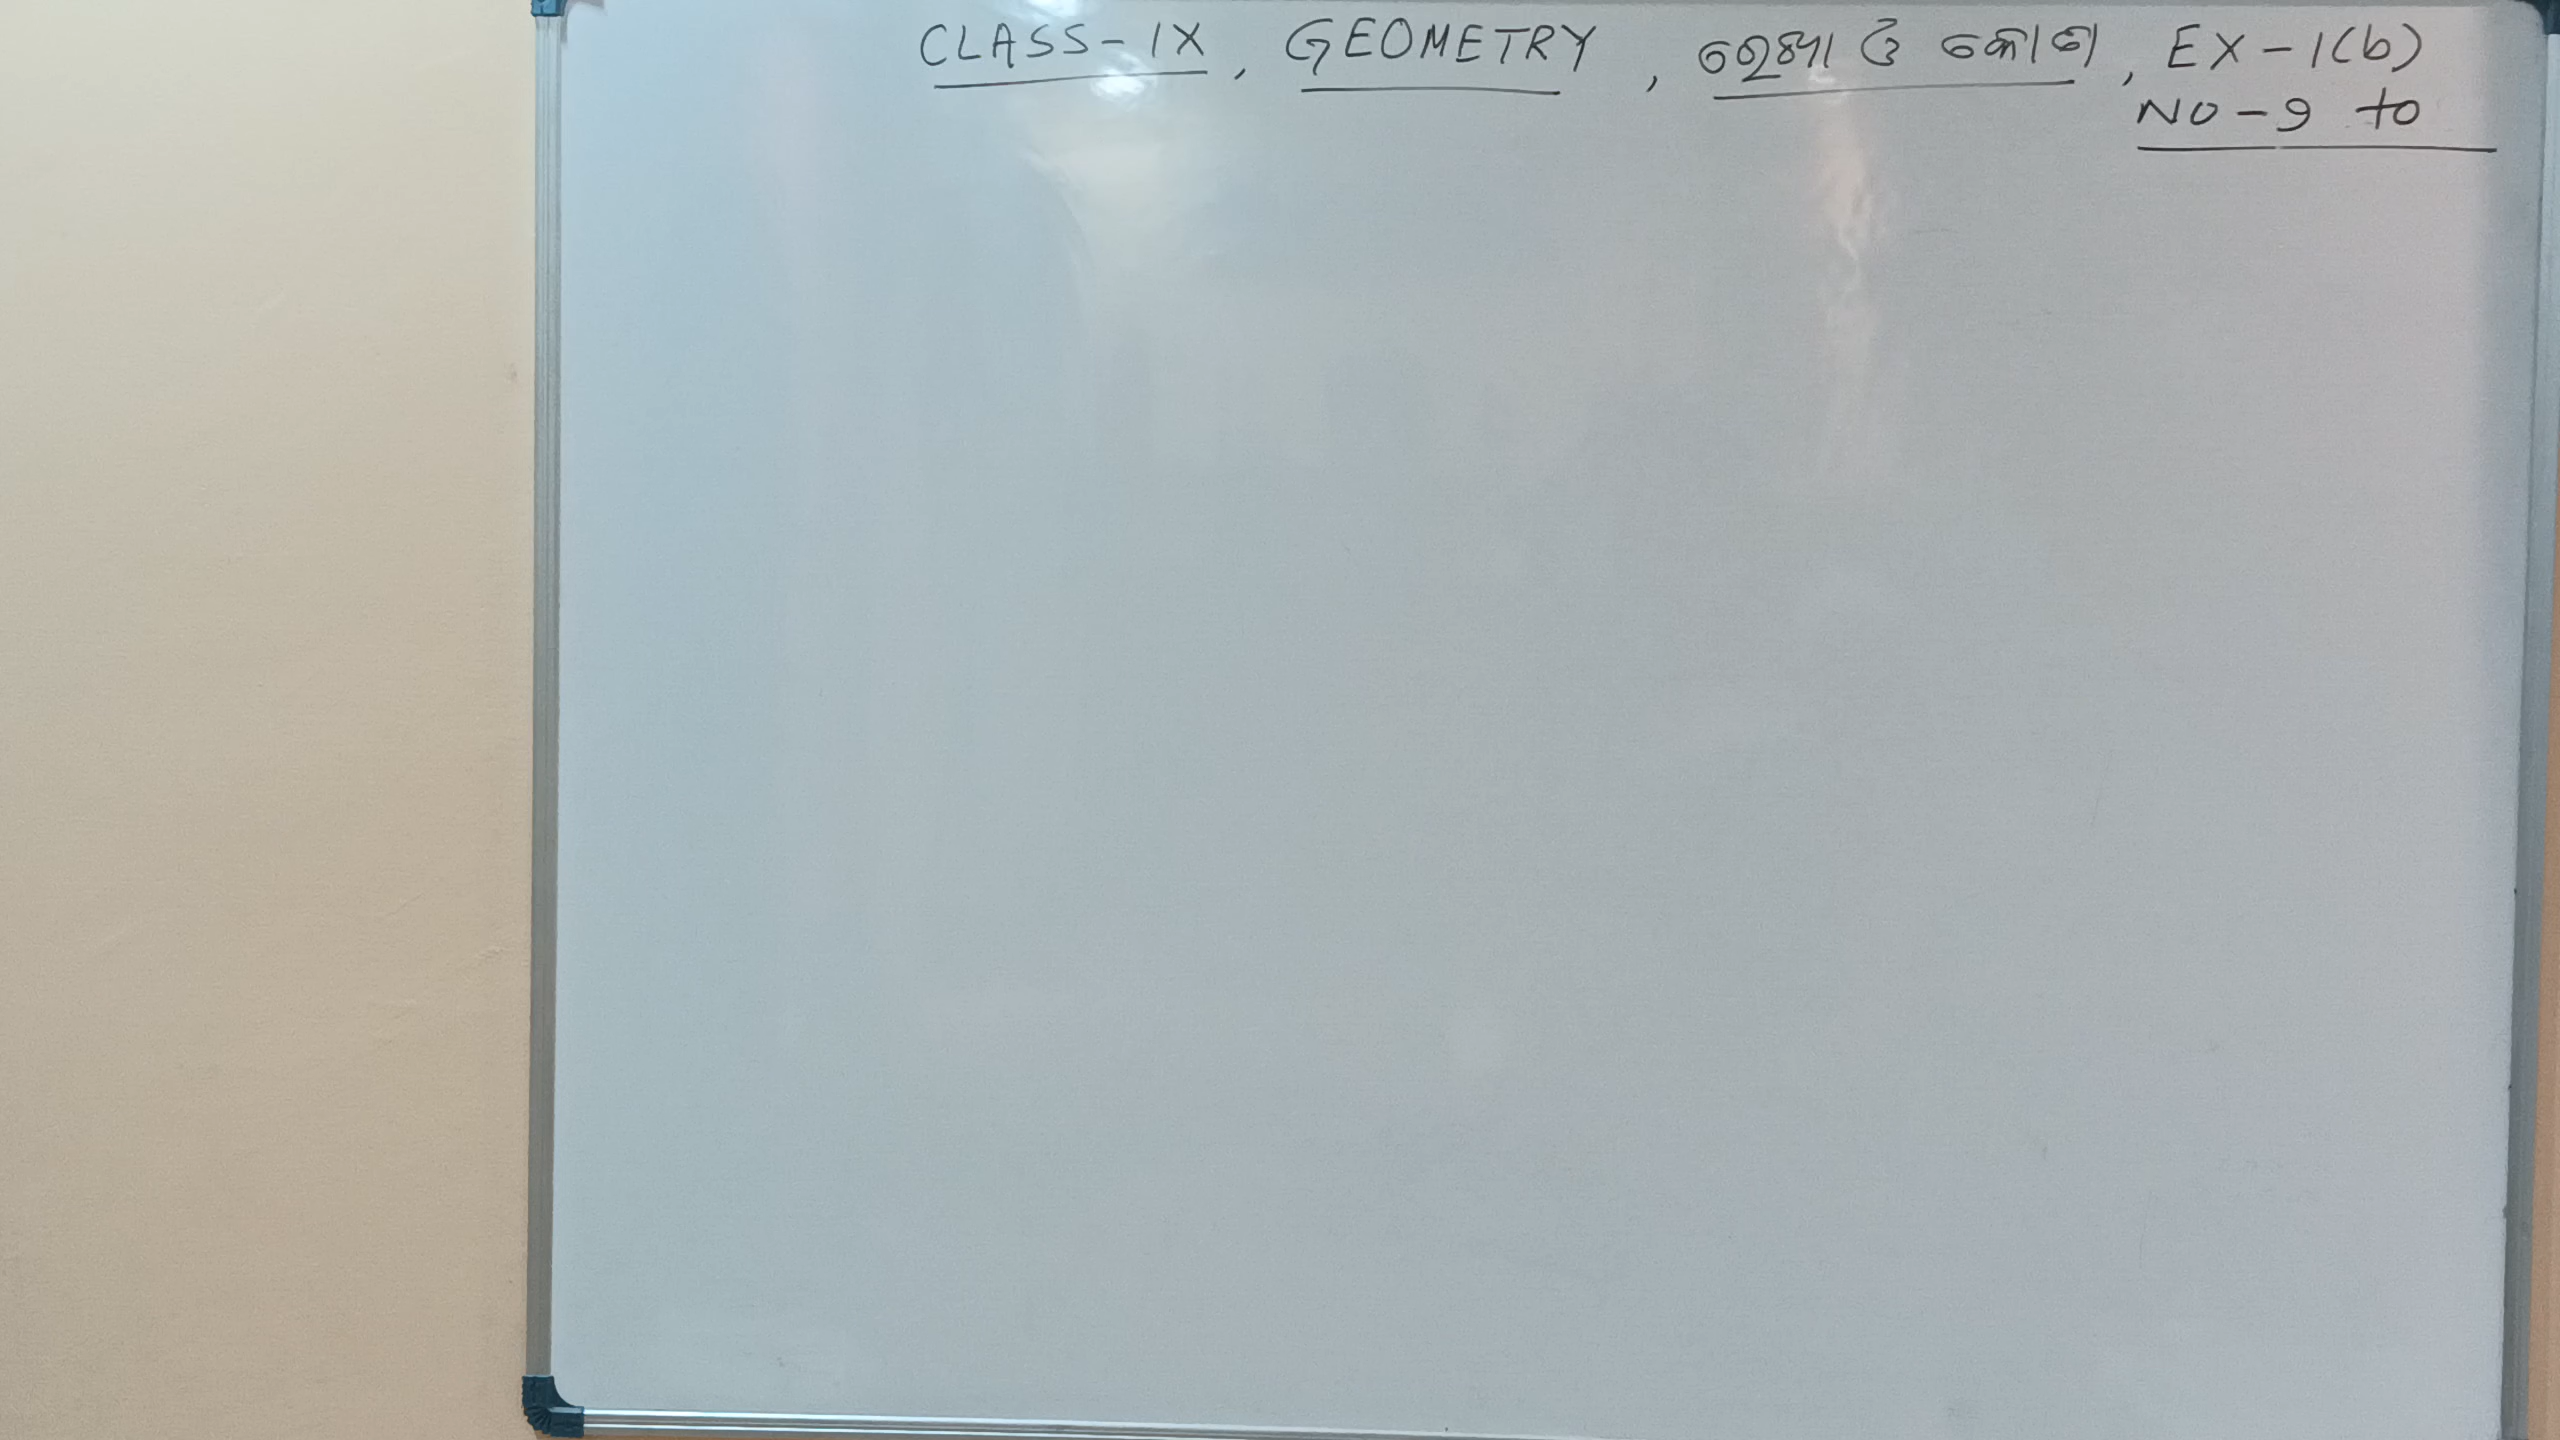 CLASS-IX, GEOMETRY, ରେଖା ଓ କୋଣ, EX-1(b)
NO-9 to